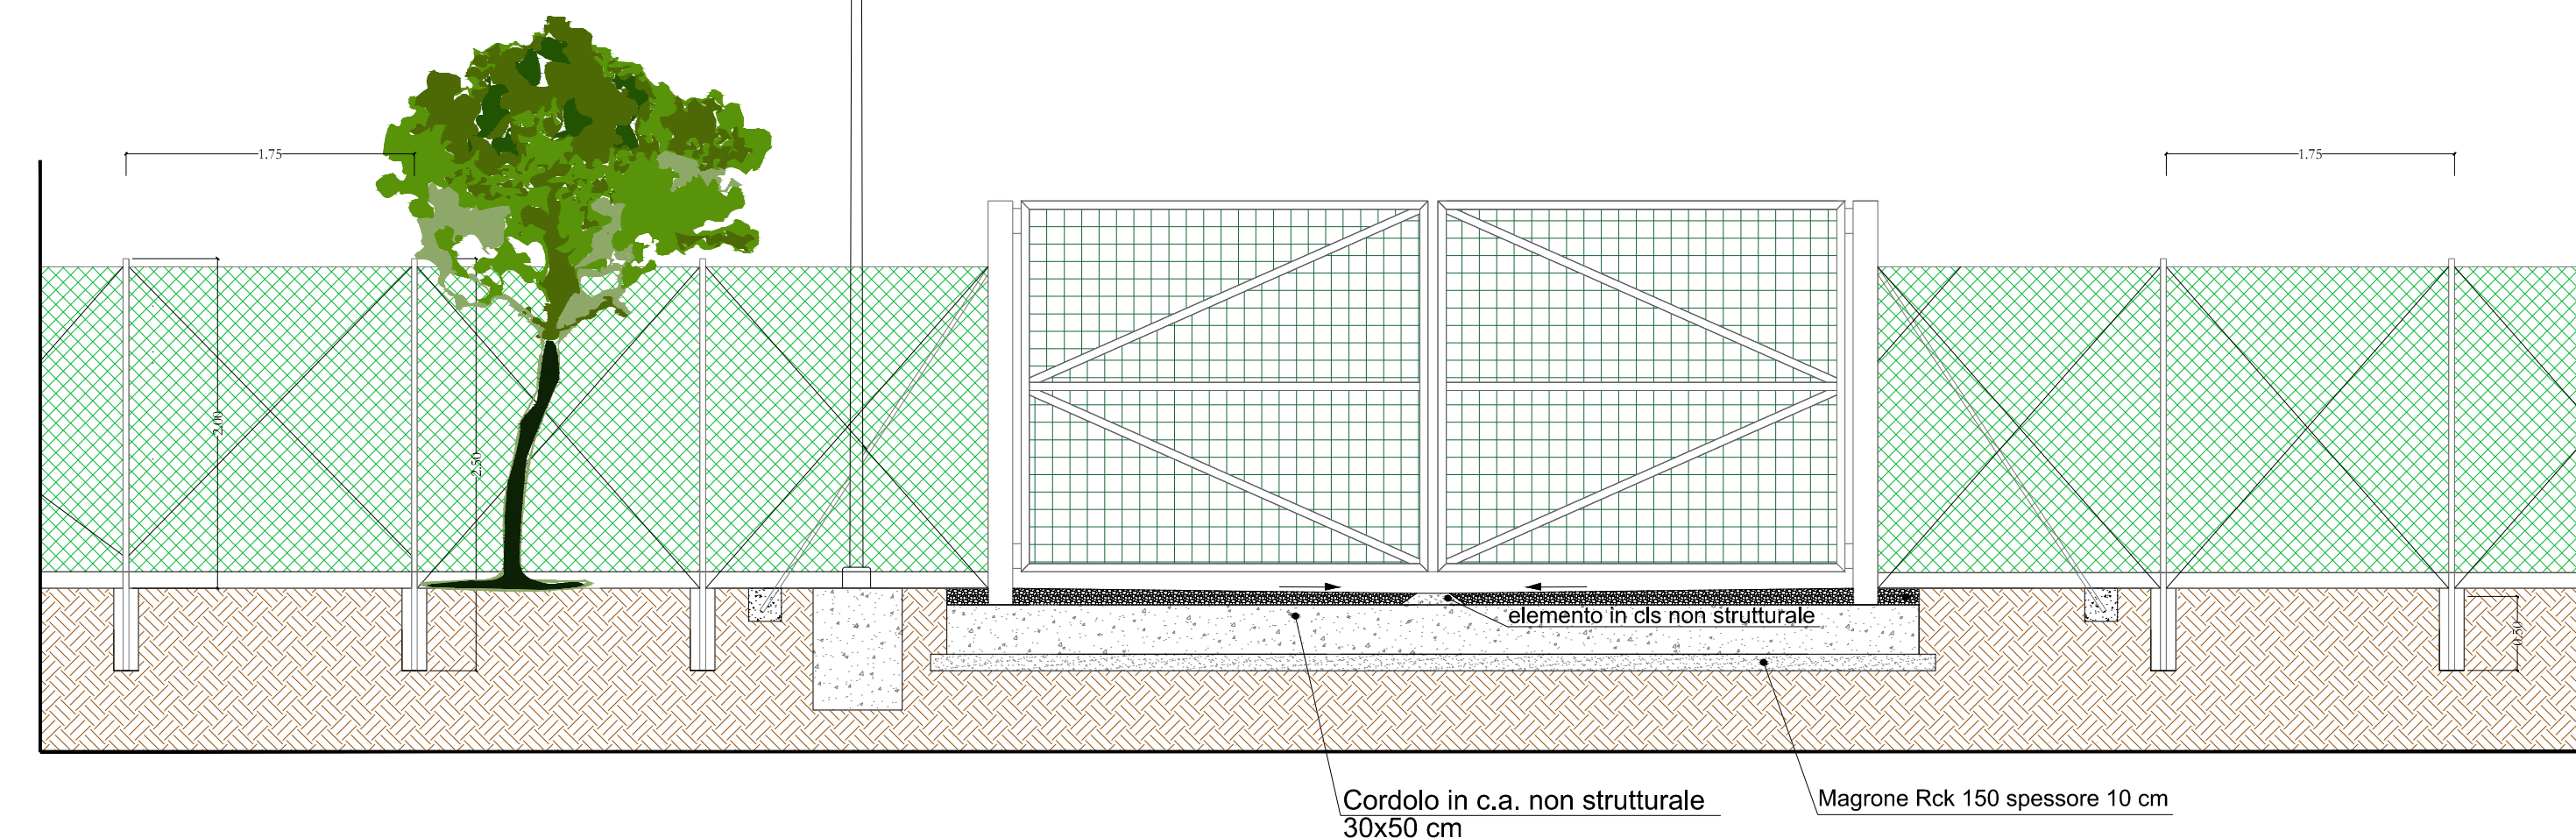 1.75
1.75
2.00
2.50
elemento in cls non strutturale
0.50
Cordolo in c.a. non strutturale
30x50 cm
Magrone Rck 150 spessore 10 cm